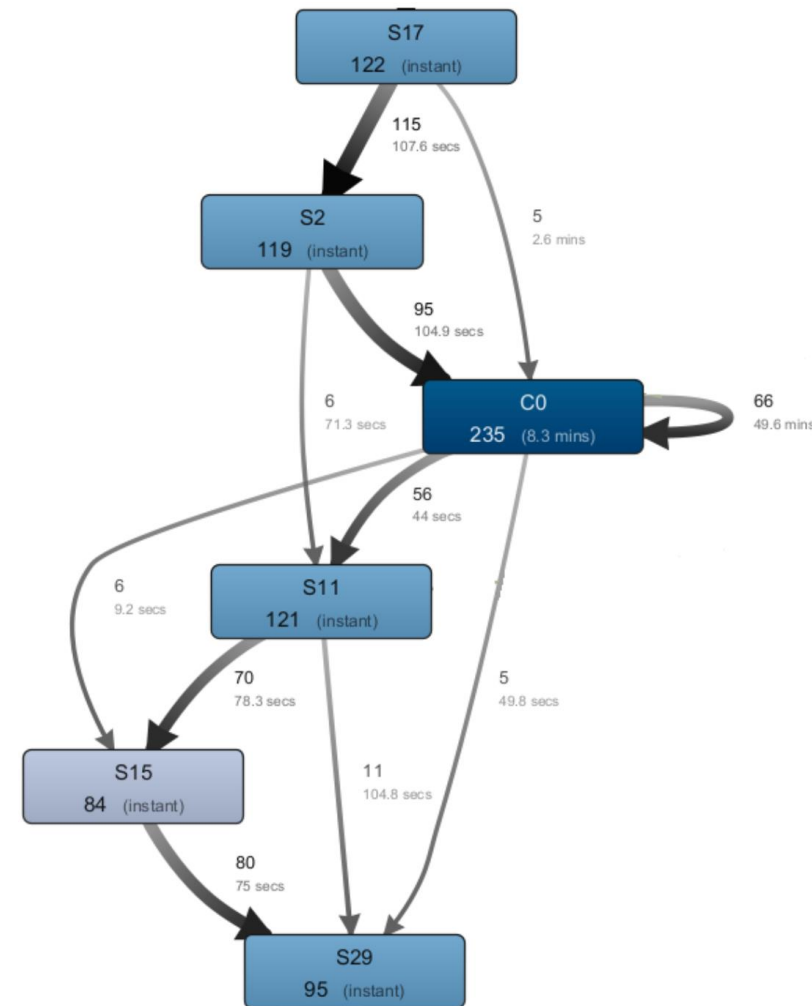 S17
122 (instant)
115
107.6 secs
5
2.6 mins
S2
119 (instant)
95
104.9 secs
6
71.3 secs
C0
235 (8.3 mins)
66
49.6 mins
56
44 secs
6
9.2 secs
S11
121 (instant)
70
78.3 secs
5
49.8 secs
11
104.8 secs
S15
84 (instant)
80
75 secs
S29
95 (instant)